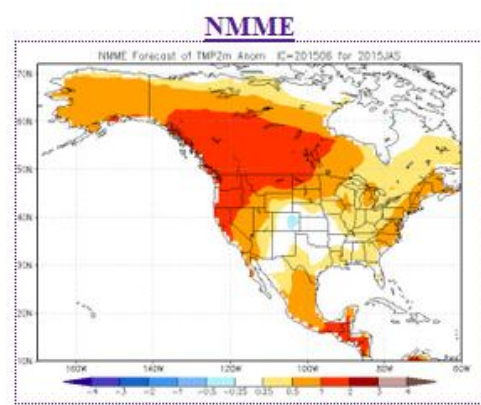 NMME
NMME Forecast of TMP2m Anom IC=201506 for 2015JAS
70N
60N
50N
40N
30N
20N
10N
160W 140W 120W 100W 80W 60W
-4 -3 -2 -1 -0.5 -0.25 0.25 0.5 1 2 3 4